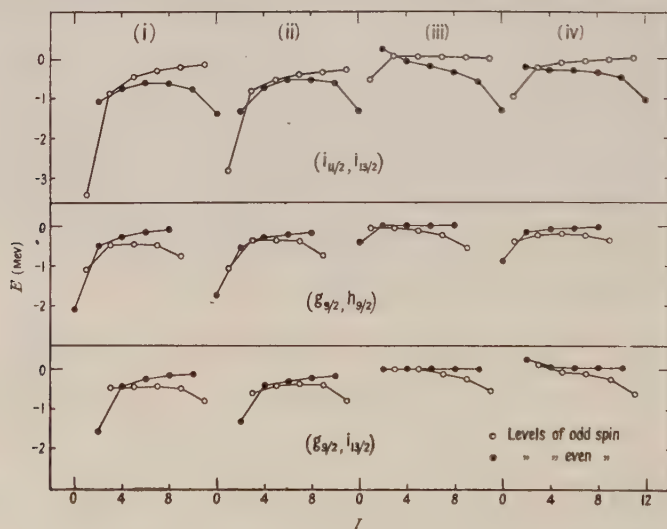 (i) (ii) (iii) (iv)
0
-1
-2
-3
(i11/2, i13/2)
0
-1
-2
E (Mev)
(g9/2, h9/2)
0
-1
-2
(g9/2, i13/2)
○ Levels of odd spin
● " " even "
0 4 8 0 4 8 0 4 8 0 4 8 12
I